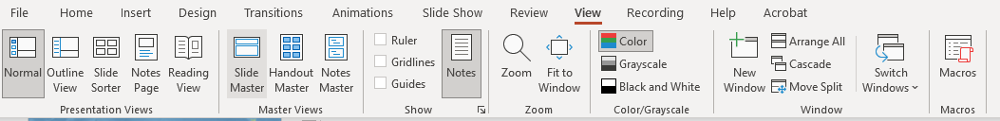 File Home Insert Design Transitions Animations Slide Show Review View Recording Help Acrobat
Normal
Outline View
Slide Sorter
Notes Page
Reading View
Presentation Views
Slide Master
Handout Master
Notes Master
Master Views
Ruler
Gridlines
Guides
Notes
Show
Zoom
Fit to Window
Zoom
Color
Grayscale
Black and White
Color/Grayscale
New Window
Arrange All
Cascade
Move Split
Switch Windows
Window
Macros
Macros